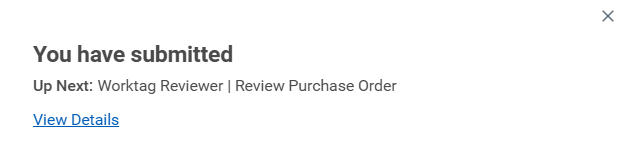 You have submitted
Up Next: Worktag Reviewer | Review Purchase Order
View Details